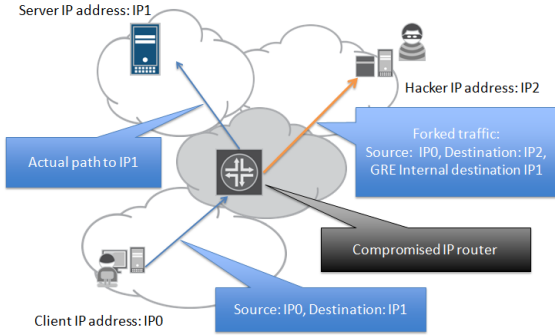 Server IP address: IP1
Hacker IP address: IP2
Actual path to IP1
Forked traffic:
Source: IP0, Destination: IP2,
GRE Internal destination IP1
Compromised IP router
Source: IP0, Destination: IP1
Client IP address: IP0